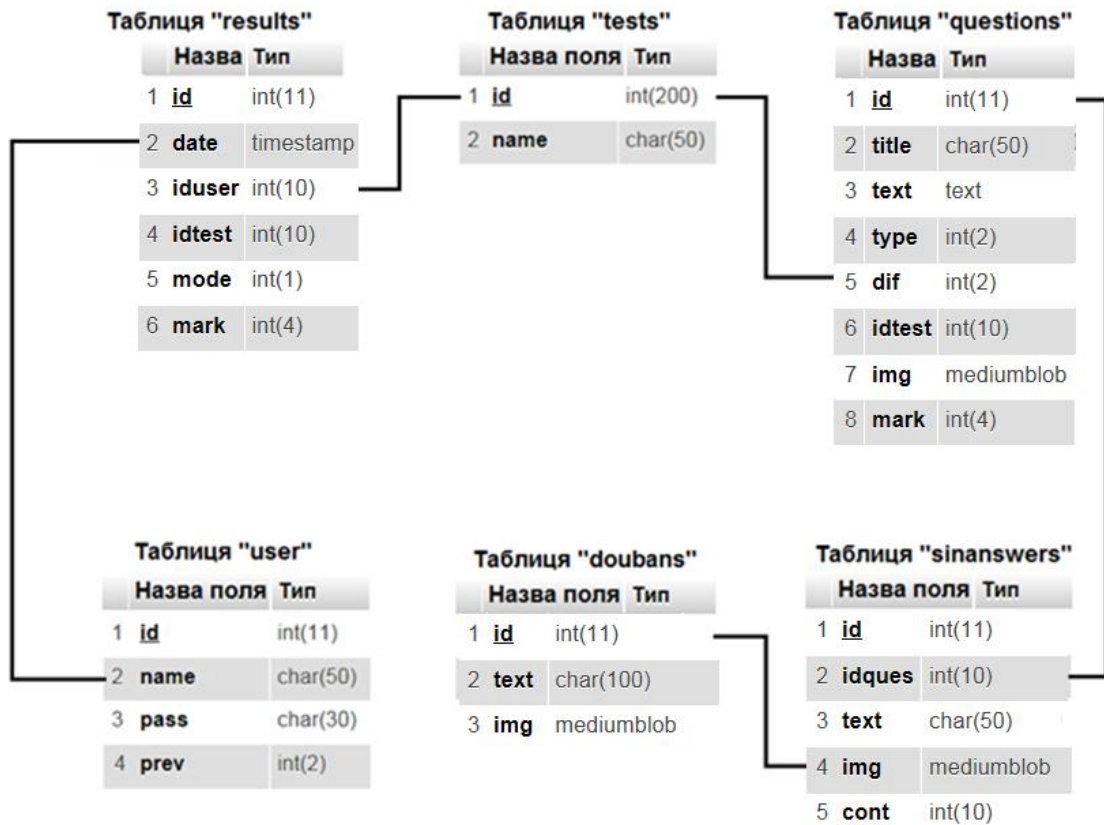 Таблиця "results"
Назва Тип
1 id int(11)
2 date timestamp
3 iduser int(10)
4 idtest int(10)
5 mode int(1)
6 mark int(4)
Таблиця "tests"
Назва поля Тип
1 id int(200)
2 name char(50)
Таблиця "questions"
Назва Тип
1 id int(11)
2 title char(50)
3 text text
4 type int(2)
5 dif int(2)
6 idtest int(10)
7 img mediumblob
8 mark int(4)
Таблиця "user"
Назва поля Тип
1 id int(11)
2 name char(50)
3 pass char(30)
4 prev int(2)
Таблиця "doubans"
Назва поля Тип
1 id int(11)
2 text char(100)
3 img mediumblob
Таблиця "sinanswers"
Назва поля Тип
1 id int(11)
2 idques int(10)
3 text char(50)
4 img mediumblob
5 cont int(10)